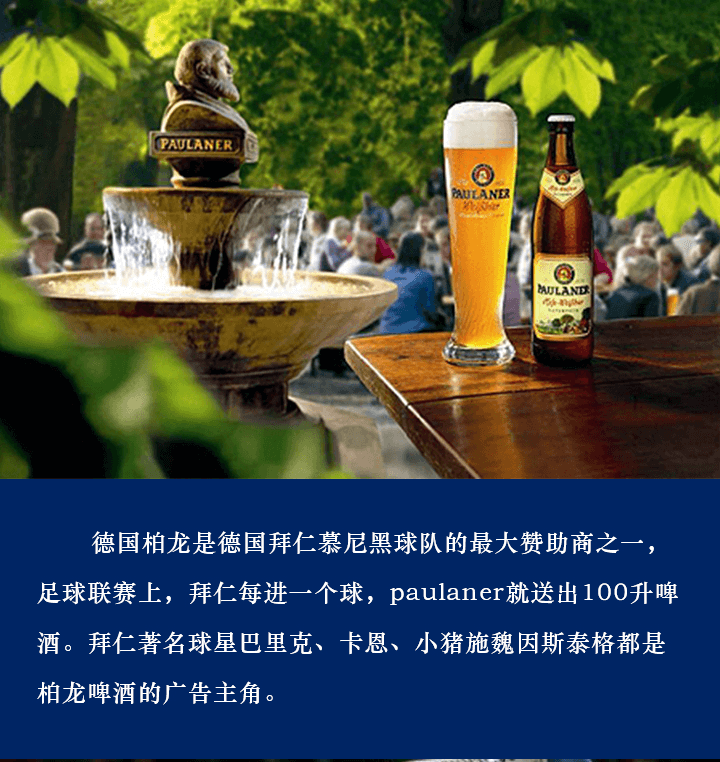 PAULANER
PAULANER
Weißbier
PAULANER
Hefe-Weißbier
NATURTRÜB
德国柏龙是德国拜仁慕尼黑球队的最大赞助商之一，
足球联赛上，拜仁每进一个球，paulaner就送出100升啤
酒。拜仁著名球星巴里克、卡恩、小猪施魏因斯泰格都是
柏龙啤酒的广告主角。